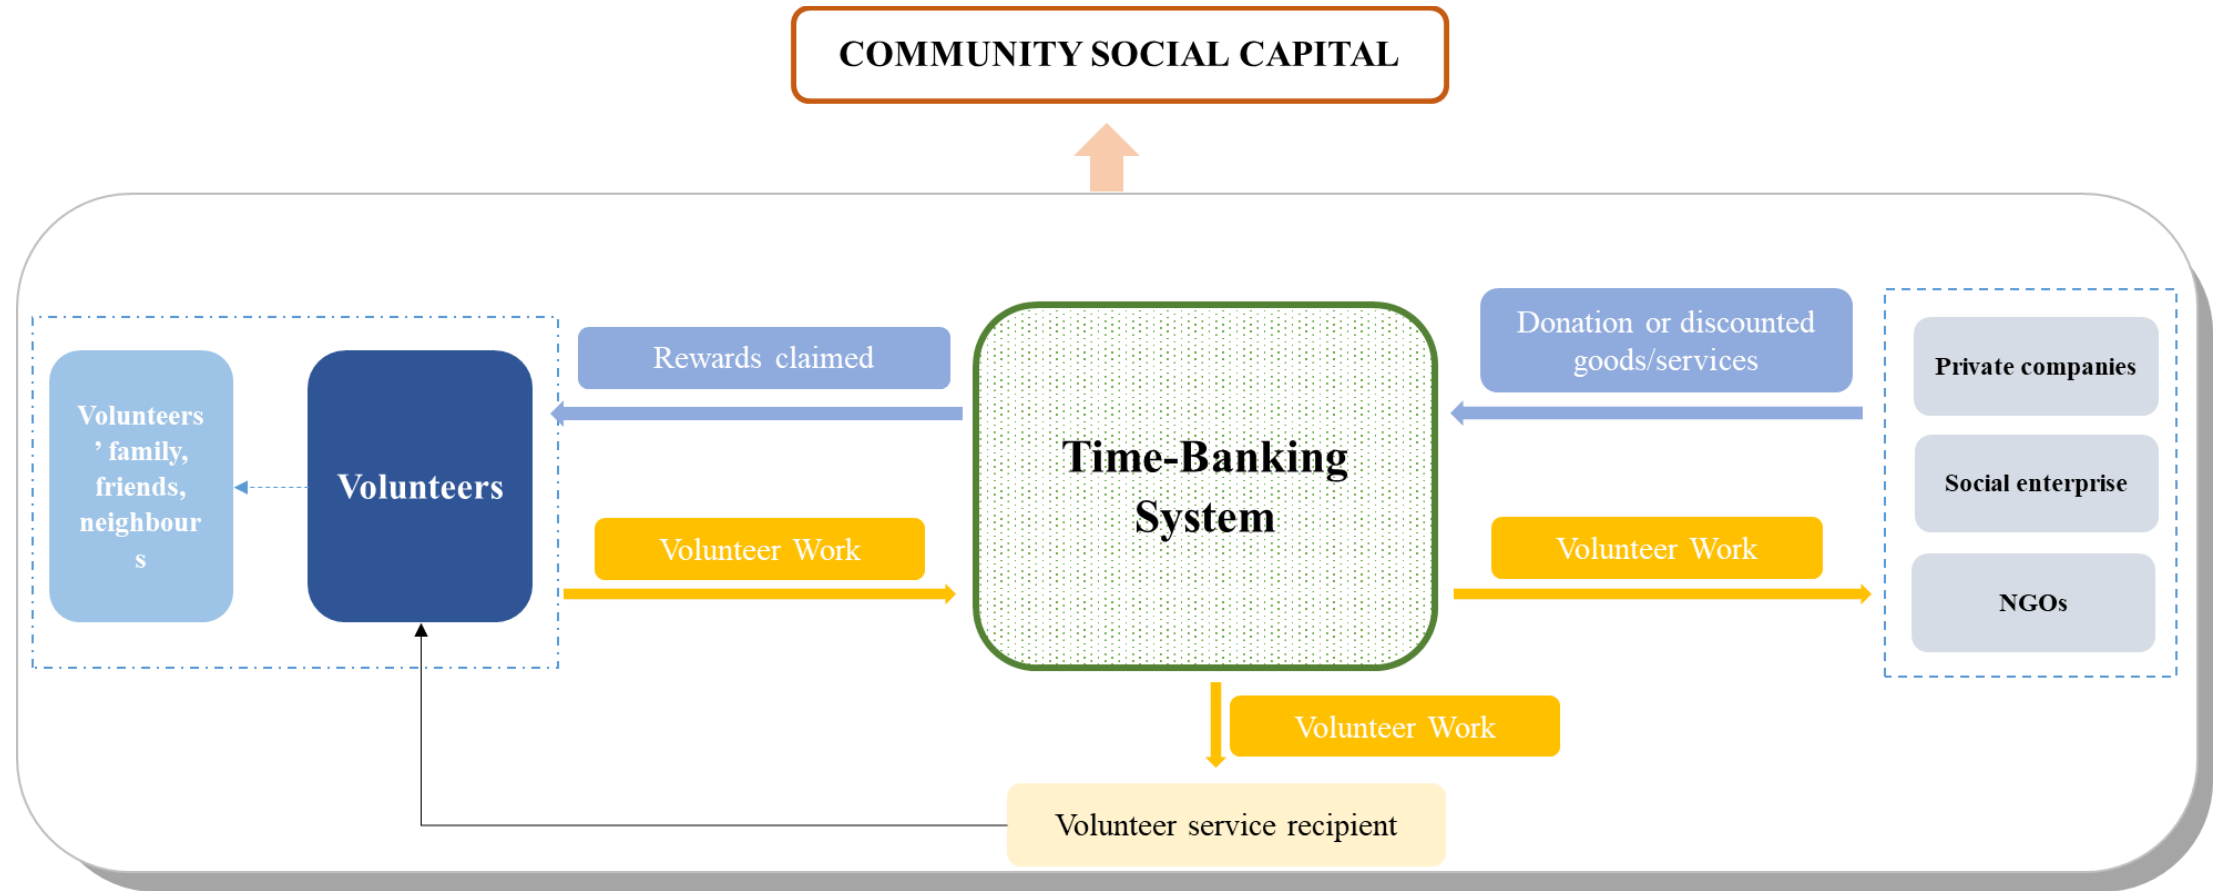 COMMUNITY SOCIAL CAPITAL
Volunteers
’ family,
friends,
neighbour
s
Volunteers
Rewards claimed
Volunteer Work
Time-Banking
System
Donation or discounted
goods/services
Volunteer Work
Private companies
Social enterprise
NGOs
Volunteer Work
Volunteer service recipient